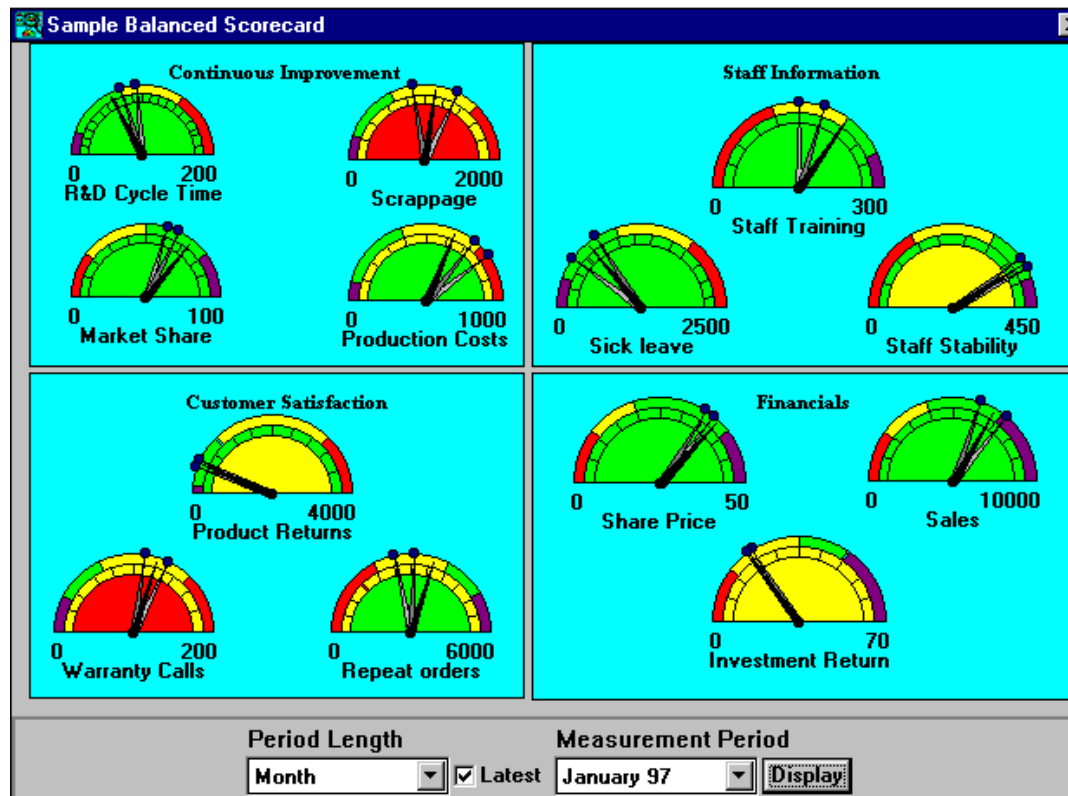 Sample Balanced Scorecard
Continuous Improvement
0 200
R&D Cycle Time
0 2000
Scrappage
0 100
Market Share
0 1000
Production Costs
Staff Information
0 300
Staff Training
0 2500
Sick leave
0 450
Staff Stability
Customer Satisfaction
0 4000
Product Returns
0 200
Warranty Calls
0 6000
Repeat orders
Financials
0 50
Share Price
0 10000
Sales
0 70
Investment Return
Period Length
Month
Latest
Measurement Period
January 97
Display